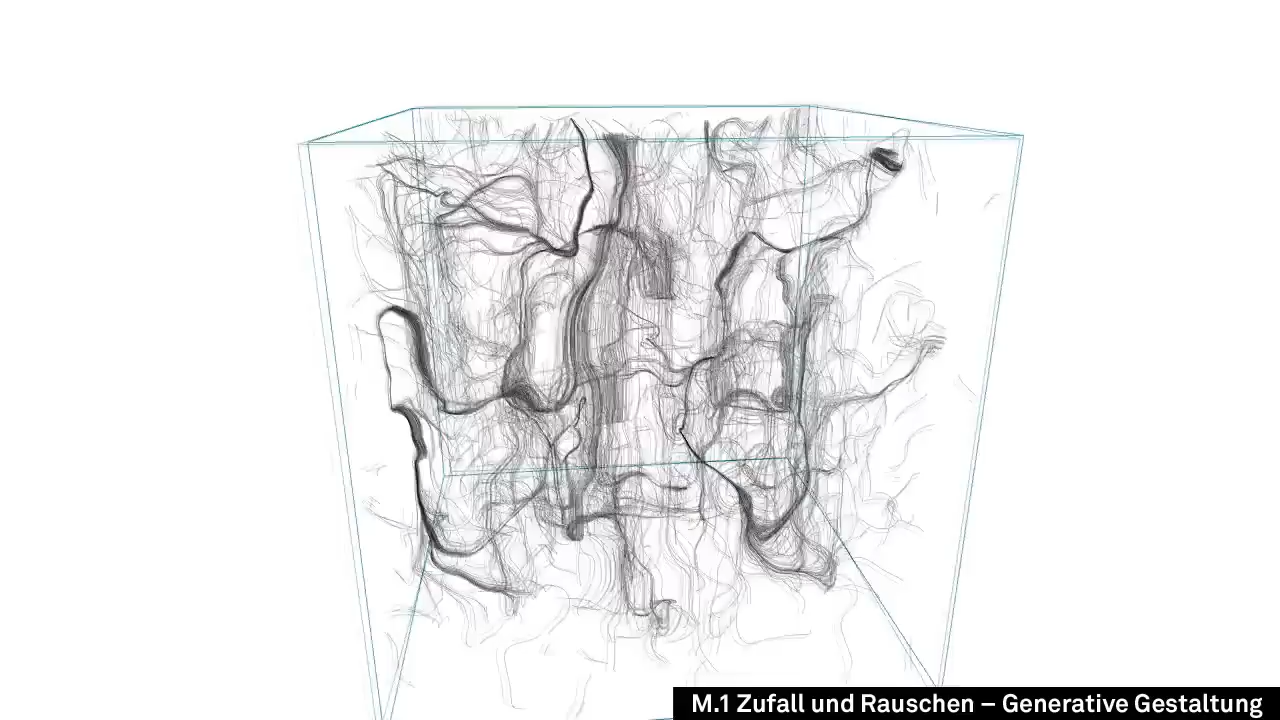 M.1 Zufall und Rauschen – Generative Gestaltung